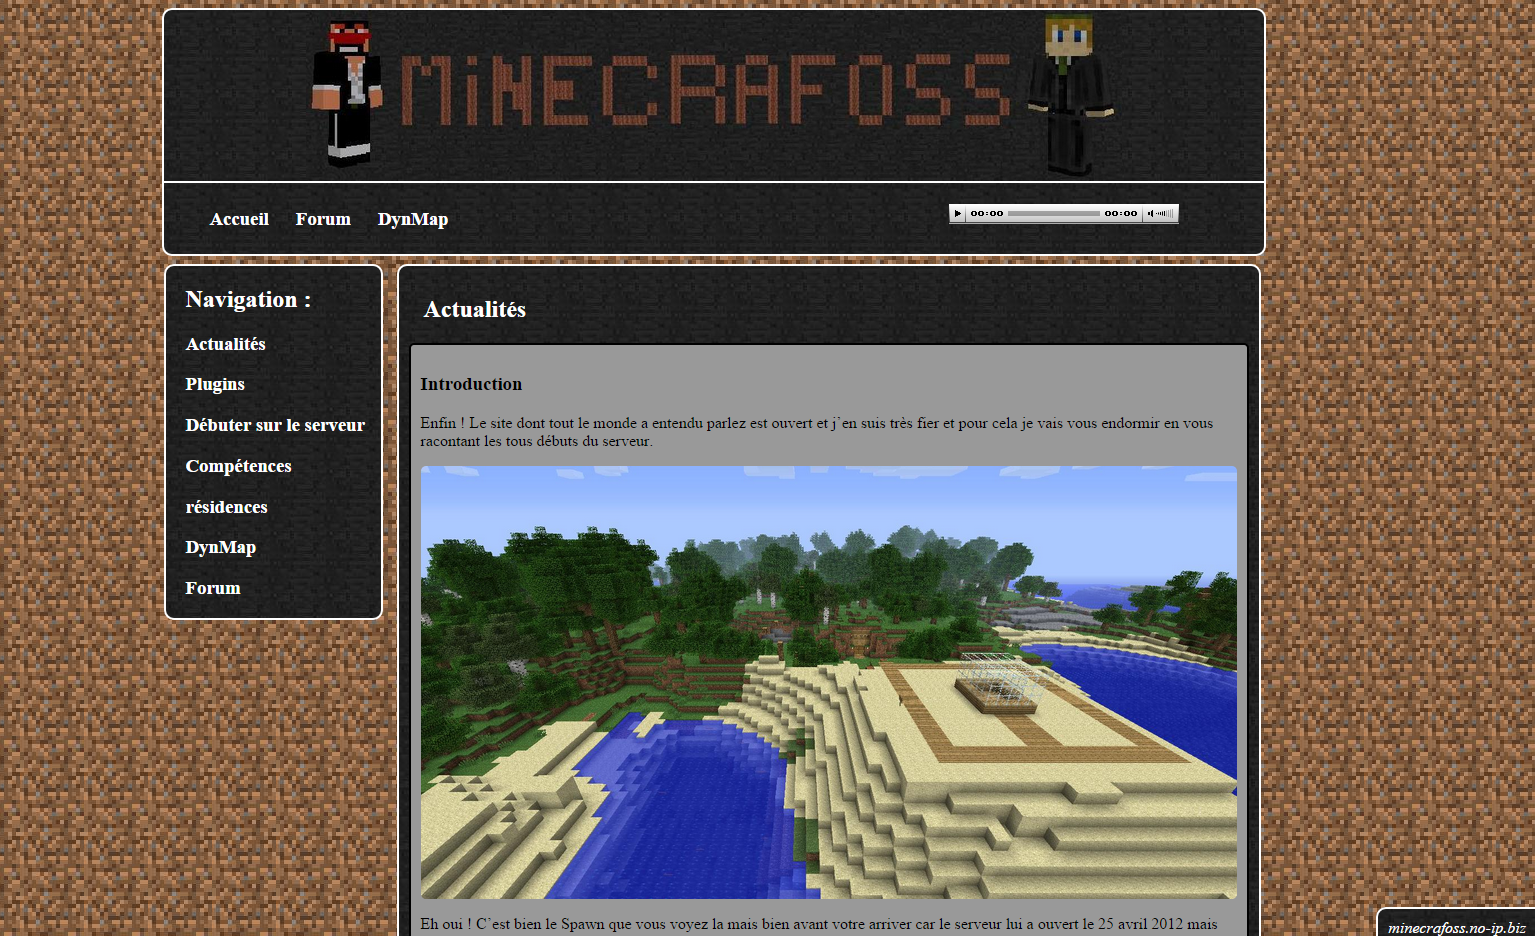 MiNECRAFOSS
Accueil Forum DynMap
00:00 00:00
Navigation :
Actualités
Plugins
Débuter sur le serveur
Compétences
résidences
DynMap
Forum
Actualités
Introduction
Enfin ! Le site dont tout le monde a entendu parlez est ouvert et j'en suis très fier et pour cela je vais vous endormir en vous
racontant les tous débuts du serveur.
Eh oui ! C'est bien le Spawn que vous voyez la mais bien avant votre arriver car le serveur lui a ouvert le 25 avril 2012 mais
minecrafoss.no-ip.biz